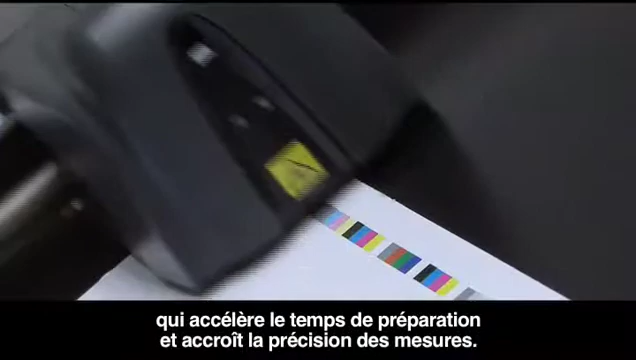 qui accélère le temps de préparation
et accroît la précision des mesures.